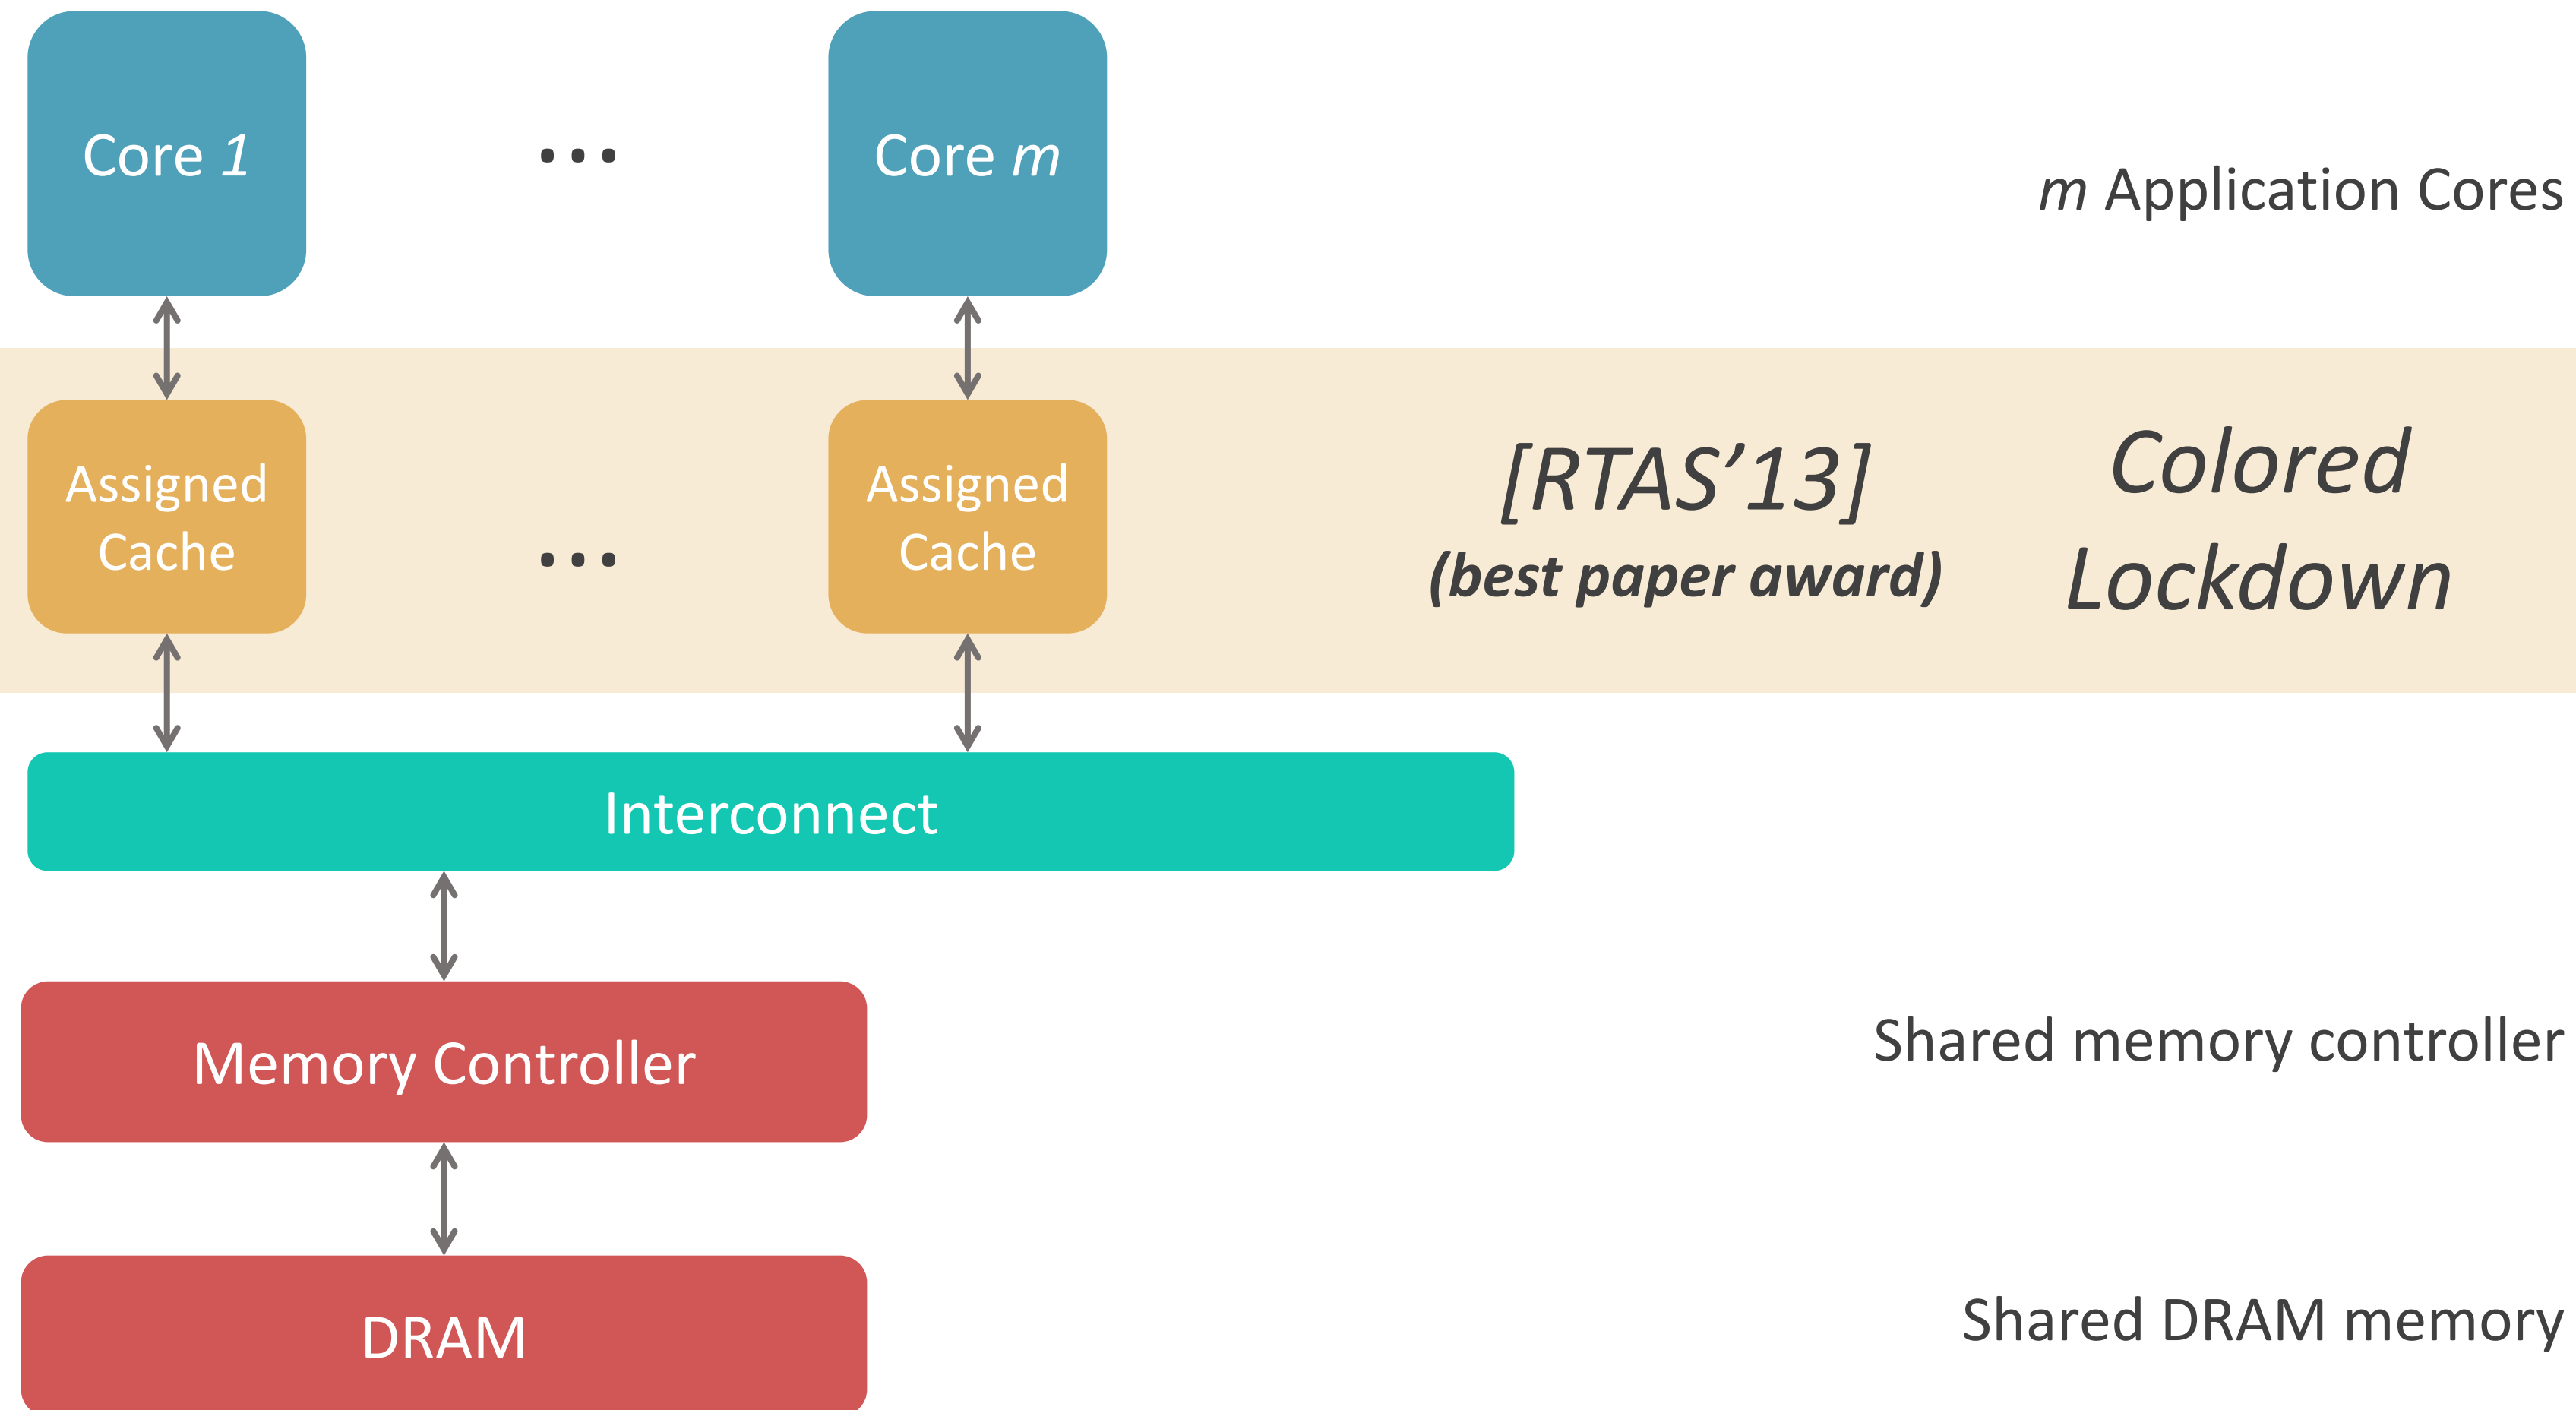 Core 1
...
Core m
m Application Cores
Assigned
Cache
...
Assigned
Cache
[RTAS’13]
(best paper award)
Colored
Lockdown
Interconnect
Memory Controller
Shared memory controller
DRAM
Shared DRAM memory